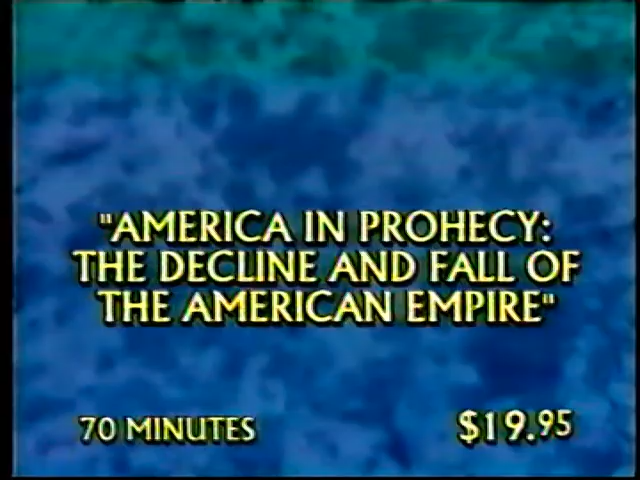 "AMERICA IN PROHECY:
THE DECLINE AND FALL OF
THE AMERICAN EMPIRE"
70 MINUTES $19.95